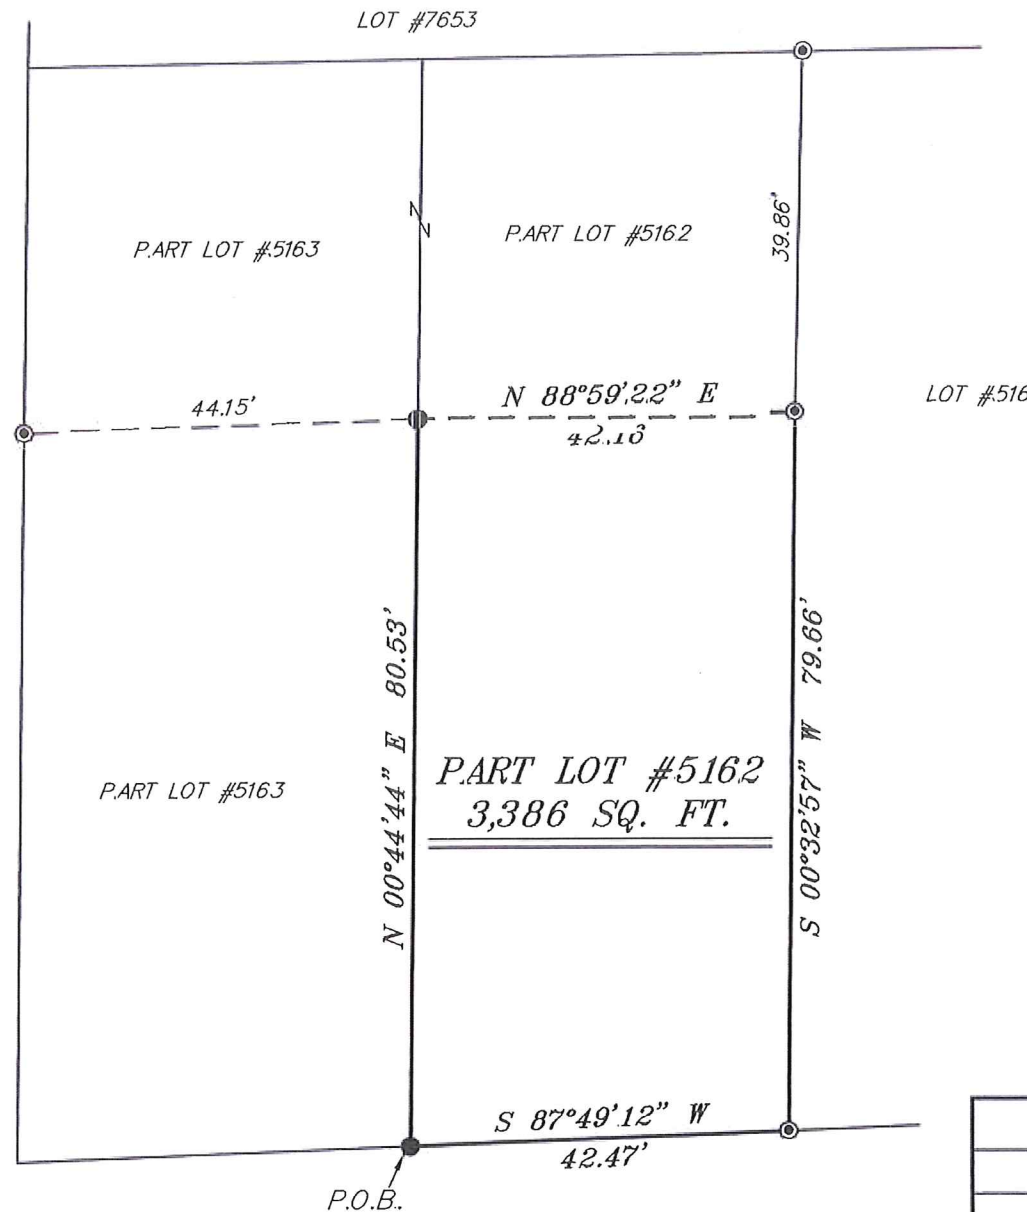 LOT #7653
PART LOT #5163
PART LOT #5162
39.86'
44.15'
N 88°59'22" E
42.16
LOT #516
N 00°44'44" E 80.53'
S 00°32'57" W 79.66'
PART LOT #5163
PART LOT #5162
3,386 SQ. FT.
S 87°49'12" W
42.47'
P.O.B.